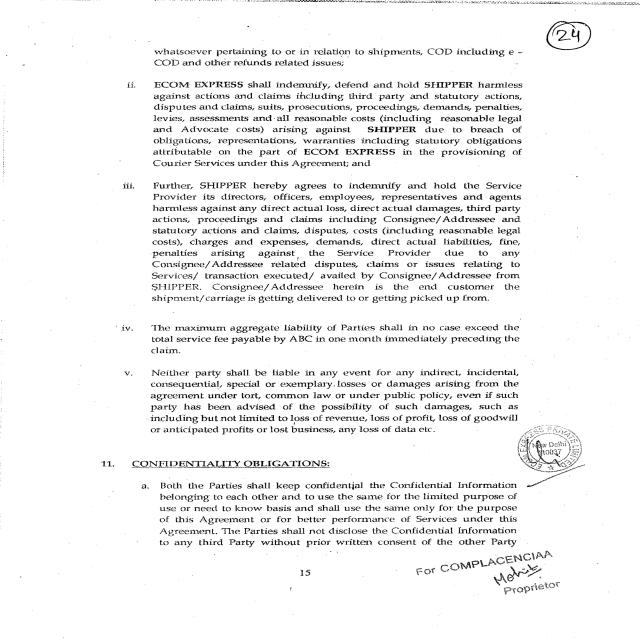 24
whatsoever pertaining to or in relation to shipments, COD including e –
COD and other refunds related issues;
ii. ECOM EXPRESS shall indemnify, defend and hold SHIPPER harmless
against actions and claims including third party and statutory actions,
disputes and claims, suits, prosecutions, proceedings, demands, penalties,
levies, assessments and all reasonable costs (including reasonable legal
and Advocate costs) arising against SHIPPER due to breach of
obligations, representations, warranties including statutory obligations
attributable on the part of ECOM EXPRESS in the provisioning of
Courier Services under this Agreement; and
iii. Further, SHIPPER hereby agrees to indemnify and hold the Service
Provider its directors, officers, employees, representatives and agents
harmless against any direct actual loss, direct actual damages, third party
actions, proceedings and claims including Consignee/Addressee and
statutory actions and claims, disputes, costs (including reasonable legal
costs), charges and expenses, demands, direct actual liabilities, fine,
penalties arising against the Service Provider due to any
Consignee/Addressee related disputes, claims or issues relating to
Services/ transaction executed/ availed by Consignee/Addressee from
SHIPPER. Consignee/Addressee herein is the end customer the
shipment/carriage is getting delivered to or getting picked up from.
iv. The maximum aggregate liability of Parties shall in no case exceed the
total service fee payable by ABC in one month immediately preceding the
claim.
v. Neither party shall be liable in any event for any indirect, incidental,
consequential, special or exemplary losses or damages arising from the
agreement under tort, common law or under public policy, even if such
party has been advised of the possibility of such damages, such as
including but not limited to loss of revenue, loss of profit, loss of goodwill
or anticipated profits or lost business, any loss of data etc.
ECOM EXPRESS PRIVATE LIMITED
New Delhi
110037
11. CONFIDENTIALITY OBLIGATIONS:
a. Both the Parties shall keep confidential the Confidential Information
belonging to each other and to use the same for the limited purpose of
use or need to know basis and shall use the same only for the purpose
of this Agreement or for better performance of Services under this
Agreement. The Parties shall not disclose the Confidential Information
to any third Party without prior written consent of the other Party
15
For COMPLACENCIAA
Mohit
Proprietor